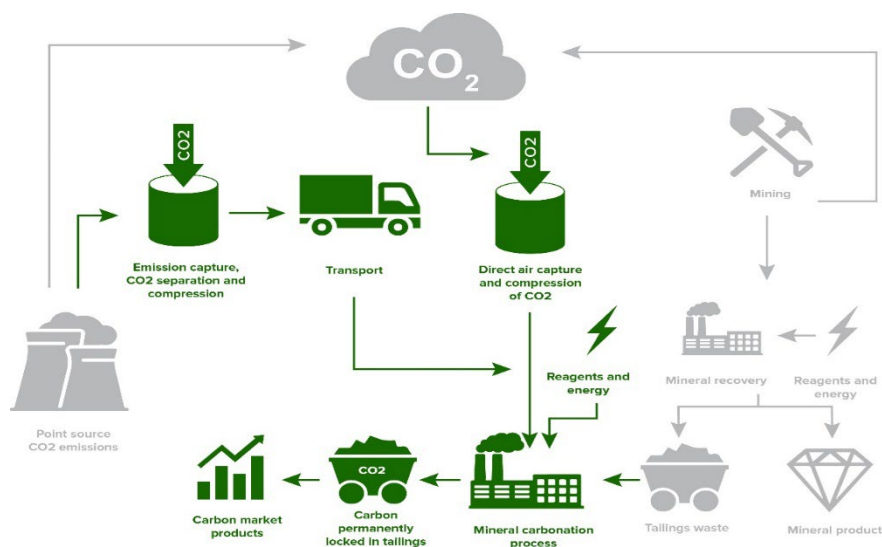 CO2
CO2
CO2
Mining
Emission capture,
CO2 separation and
compression
Transport
Direct air capture
and compression
of CO2
Reagents and
energy
Mineral recovery
Reagents and
energy
Point source
CO2 emissions
CO2
Carbon market
products
Carbon
permanently
locked in tailings
Mineral carbonation
process
Tailings waste
Mineral product